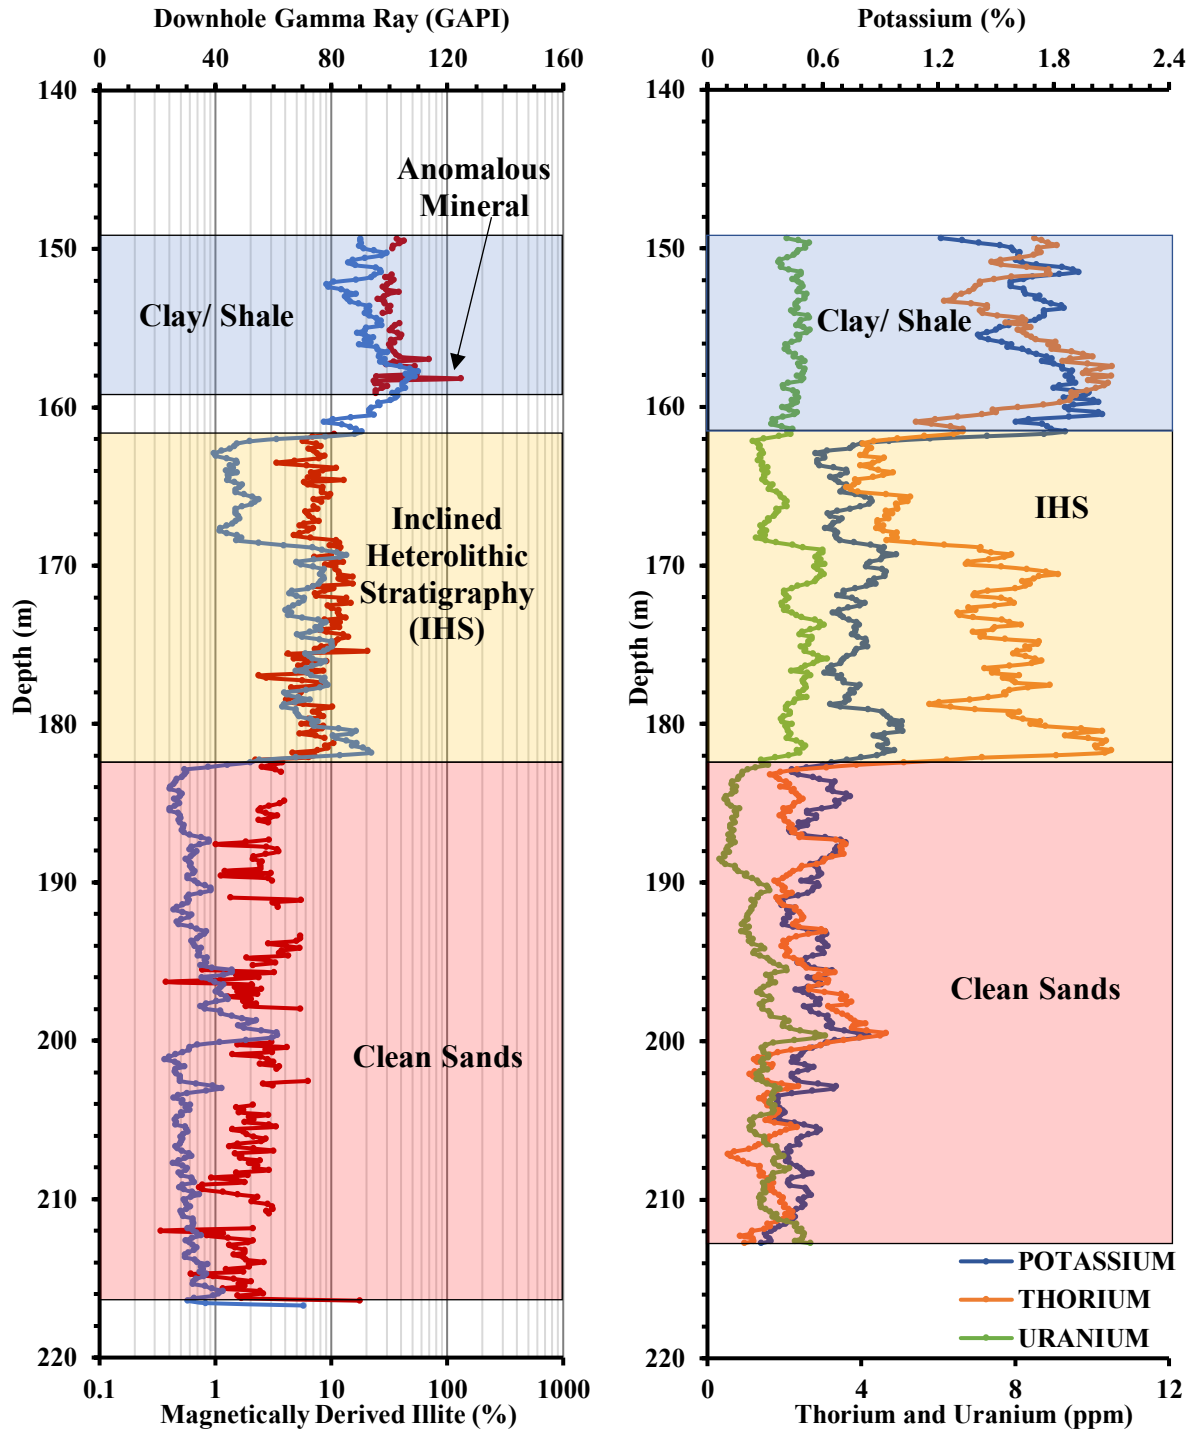 Downhole Gamma Ray (GAPI)
0 40 80 120 160
140
150
160
170
180
190
200
210
220
Depth (m)
Anomalous
Mineral
Clay/ Shale
Inclined
Heterolithic
Stratigraphy
(IHS)
Clean Sands
0.1 1 10 100 1000
Magnetically Derived Illite (%)
Potassium (%)
0 0.6 1.2 1.8 2.4
140
150
160
170
180
190
200
210
220
Depth (m)
Clay/ Shale
IHS
Clean Sands
POTASSIUM
THORIUM
URANIUM
0 4 8 12
Thorium and Uranium (ppm)